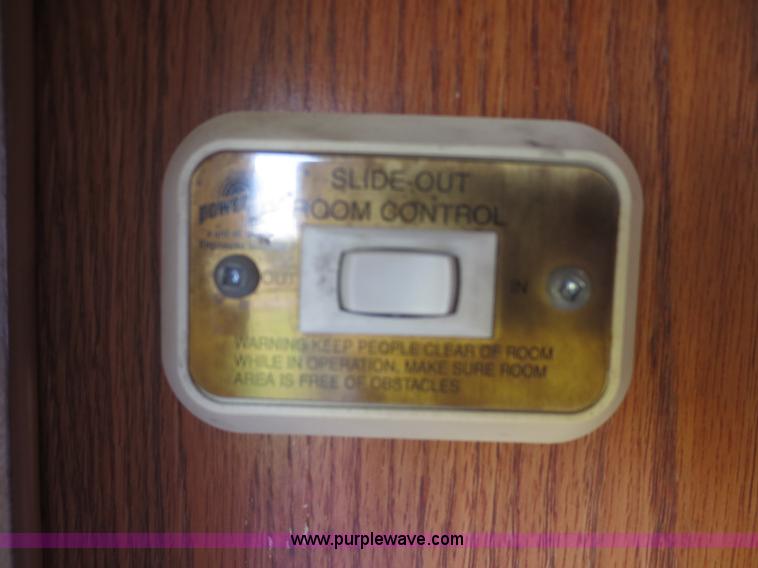 SLIDE-OUT
ROOM CONTROL
OUT
IN
WARNING KEEP PEOPLE CLEAR OF ROOM
WHILE IN OPERATION, MAKE SURE ROOM
AREA IS FREE OF OBSTACLES
www.purplewave.com